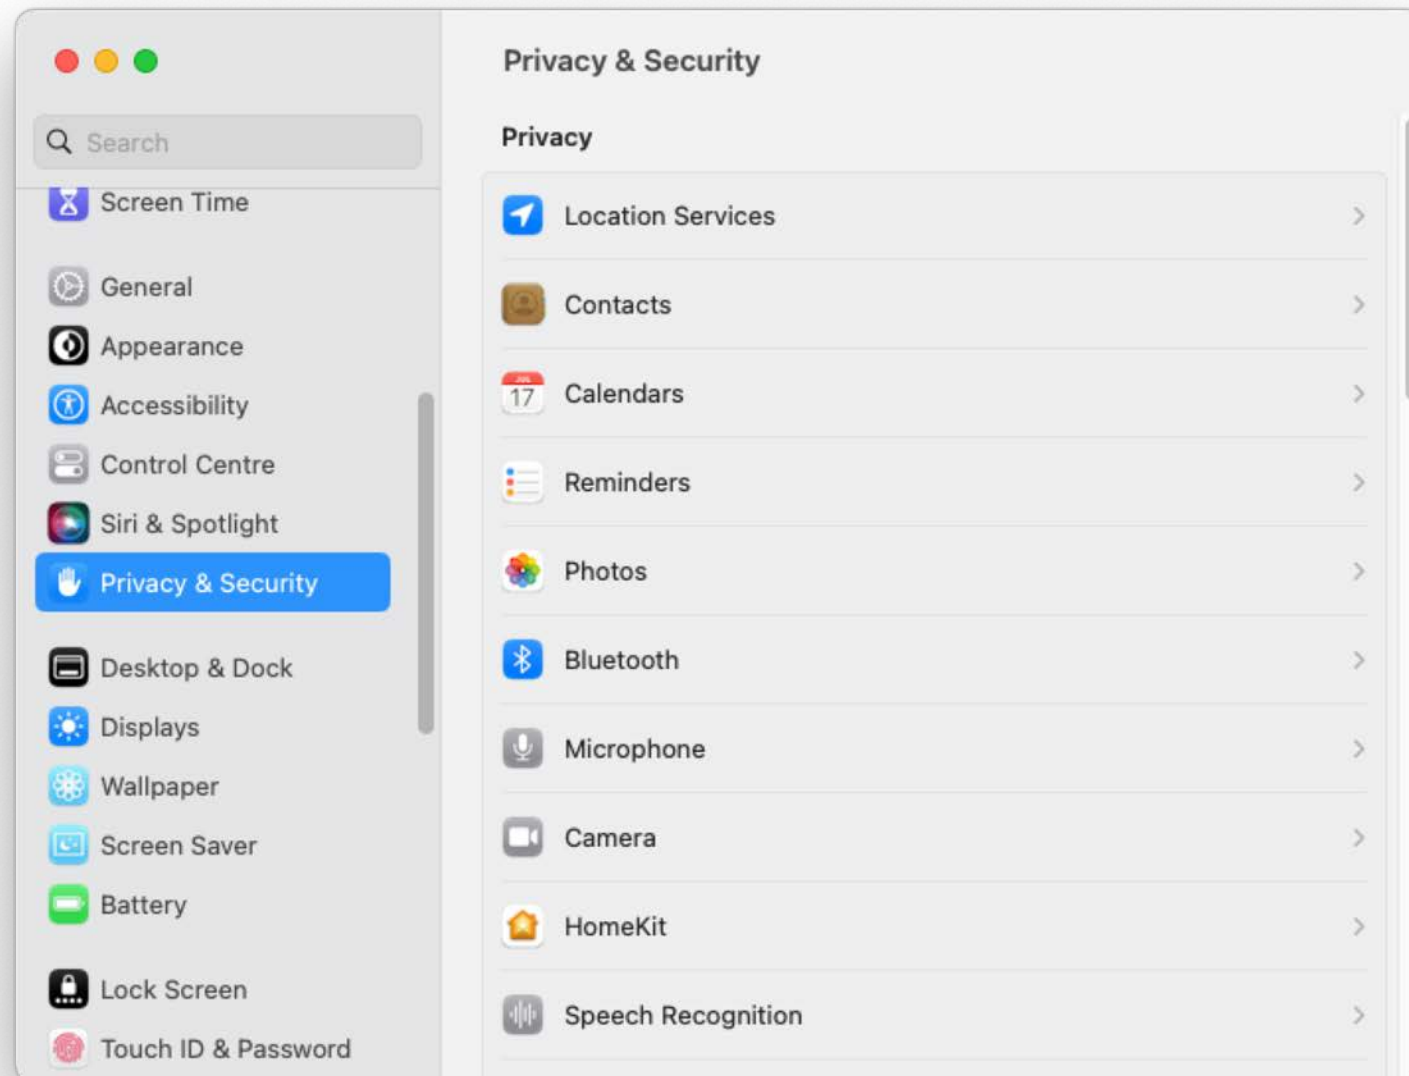 Privacy & Security
Search
Screen Time
General
Appearance
Accessibility
Control Centre
Siri & Spotlight
Privacy & Security
Desktop & Dock
Displays
Wallpaper
Screen Saver
Battery
Lock Screen
Touch ID & Password
Privacy
Location Services
Contacts
JUL
17
Calendars
Reminders
Photos
Bluetooth
Microphone
Camera
HomeKit
Speech Recognition